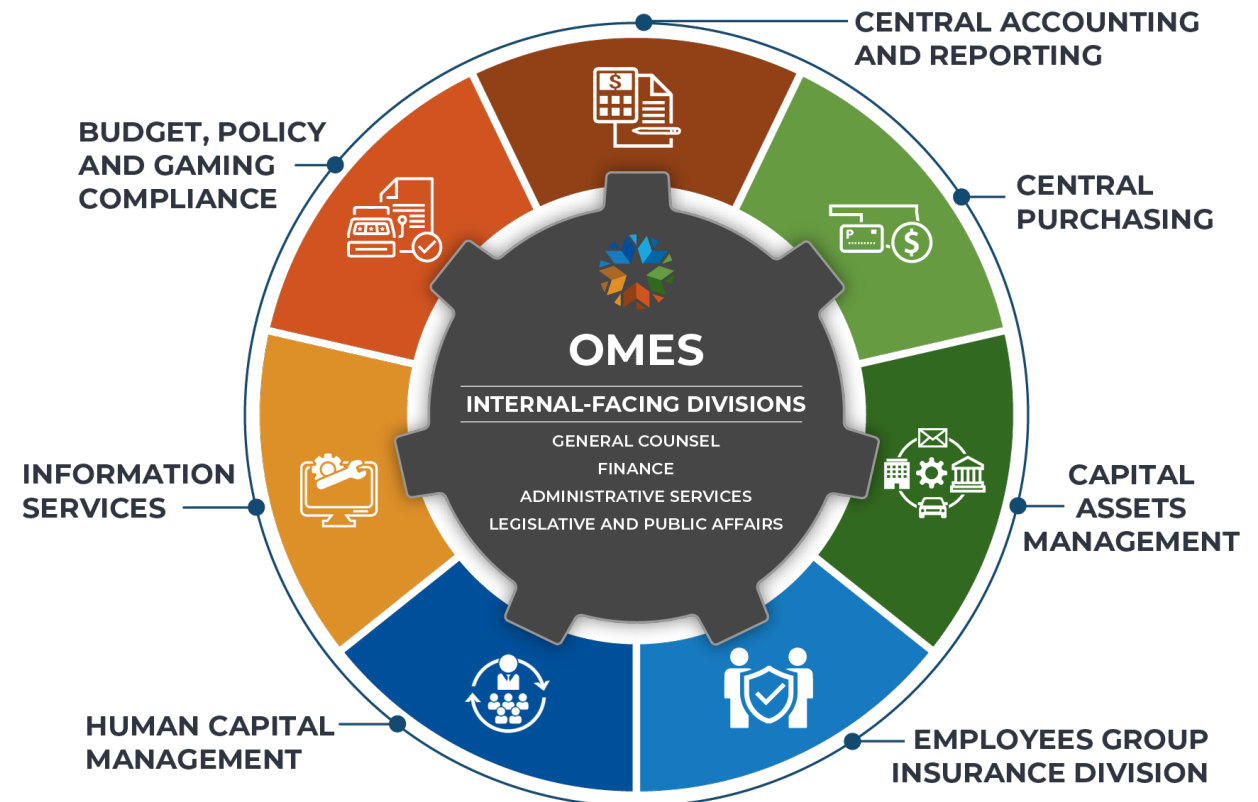 CENTRAL ACCOUNTING
AND REPORTING
BUDGET, POLICY
AND GAMING
COMPLIANCE
$
CENTRAL
PURCHASING
P
$
OMES
INTERNAL-FACING DIVISIONS
GENERAL COUNSEL
FINANCE
ADMINISTRATIVE SERVICES
LEGISLATIVE AND PUBLIC AFFAIRS
INFORMATION
SERVICES
CAPITAL
ASSETS
MANAGEMENT
HUMAN CAPITAL
MANAGEMENT
EMPLOYEES GROUP
INSURANCE DIVISION